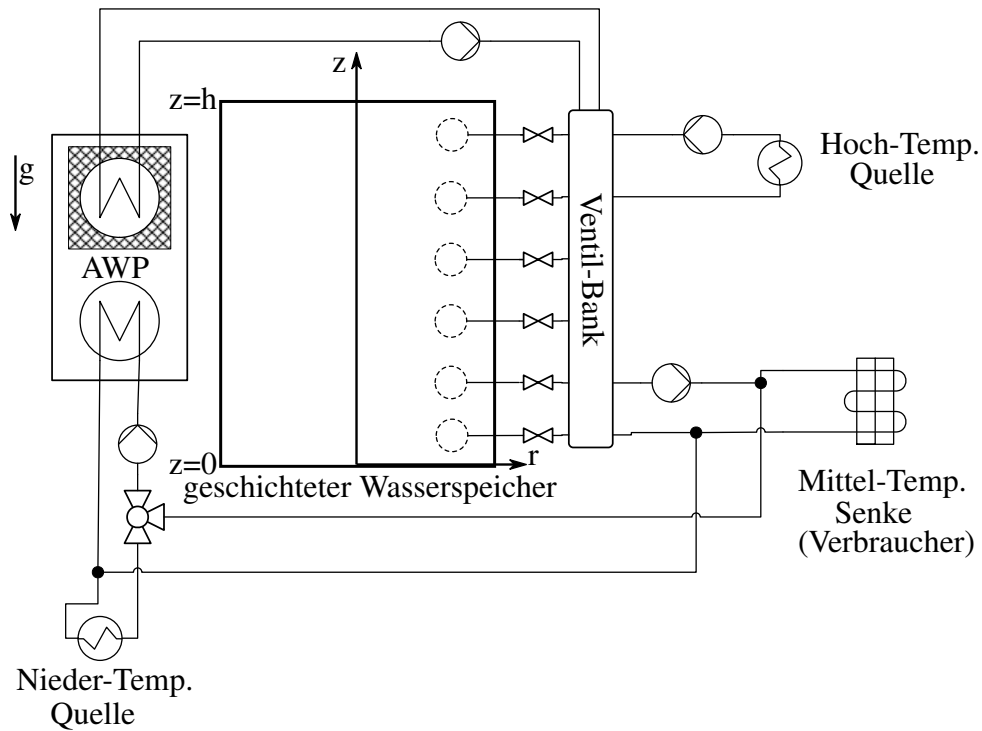 z
z=h
g
Hoch-Temp.
Quelle
Ventil-Bank
AWP
r
z=0
geschichteter Wasserspeicher
Mittel-Temp.
Senke
(Verbraucher)
Nieder-Temp.
Quelle